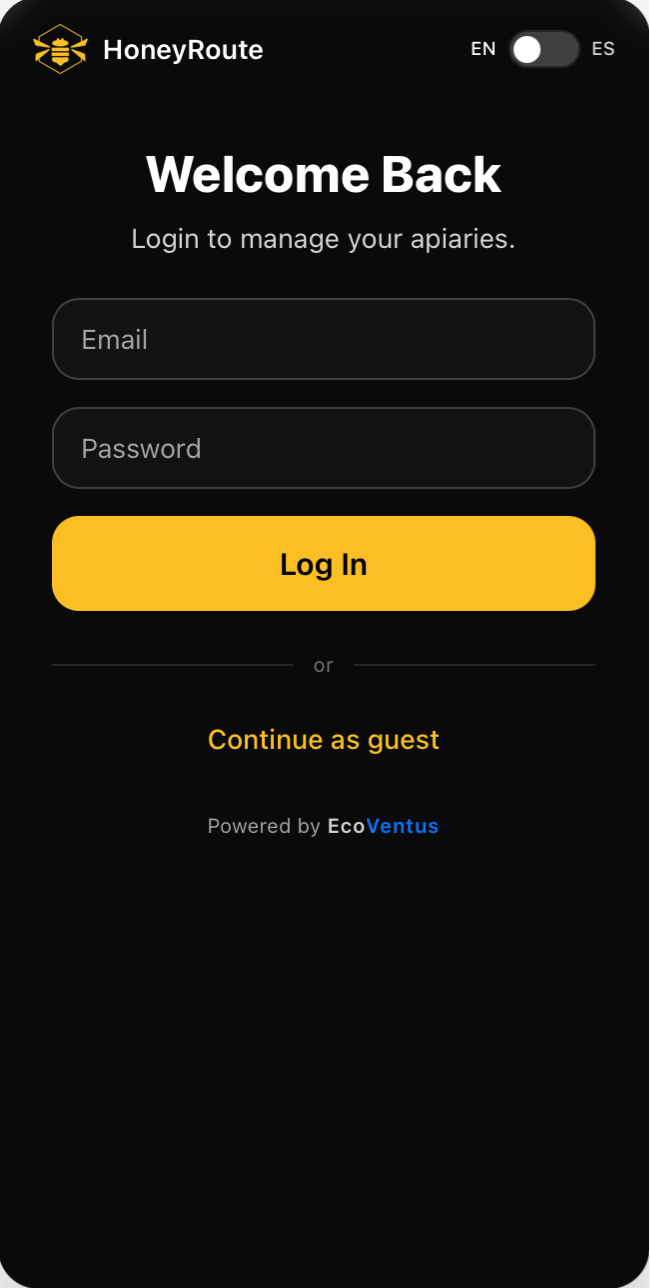 HoneyRoute
EN ES
Welcome Back
Login to manage your apiaries.
Email
Password
Log In
or
Continue as guest
Powered by EcoVentus